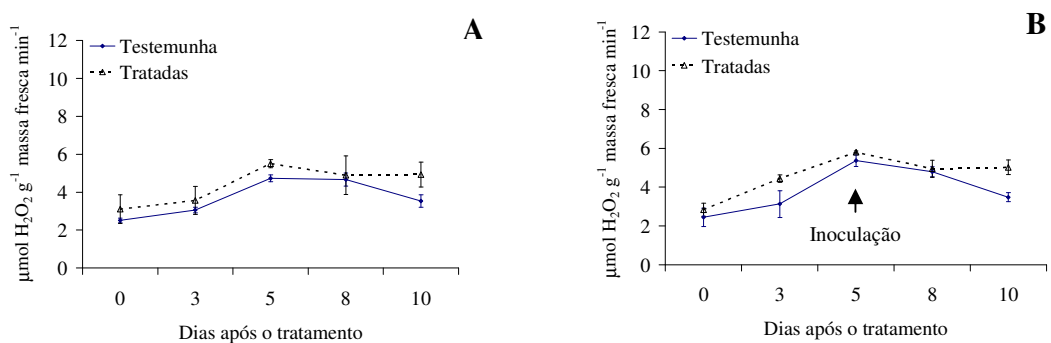 A
Testemunha
Tratadas
µmol H₂O₂ g⁻¹ massa fresca min⁻¹
12
10
8
6
4
2
0
0 3 5 8 10
Dias após o tratamento
B
Testemunha
Tratadas
µmol H₂O₂ g⁻¹ massa fresca min⁻¹
12
10
8
6
4
2
0
Inoculação
0 3 5 8 10
Dias após o tratamento